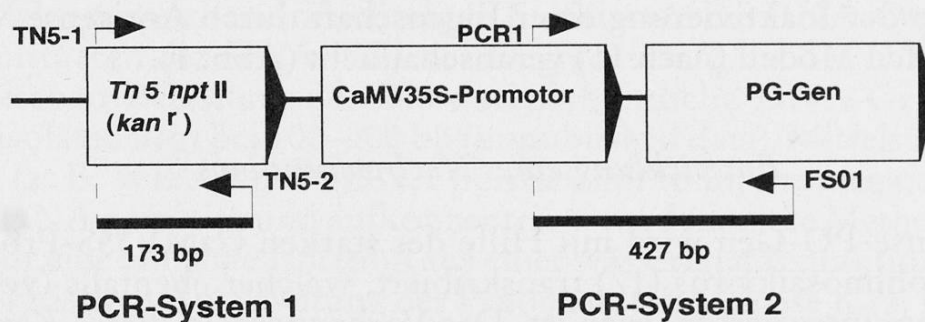 TN5-1
PCR1
Tn 5 npt II
(kan r)
CaMV35S-Promotor
PG-Gen
TN5-2
FS01
173 bp
427 bp
PCR-System 1
PCR-System 2